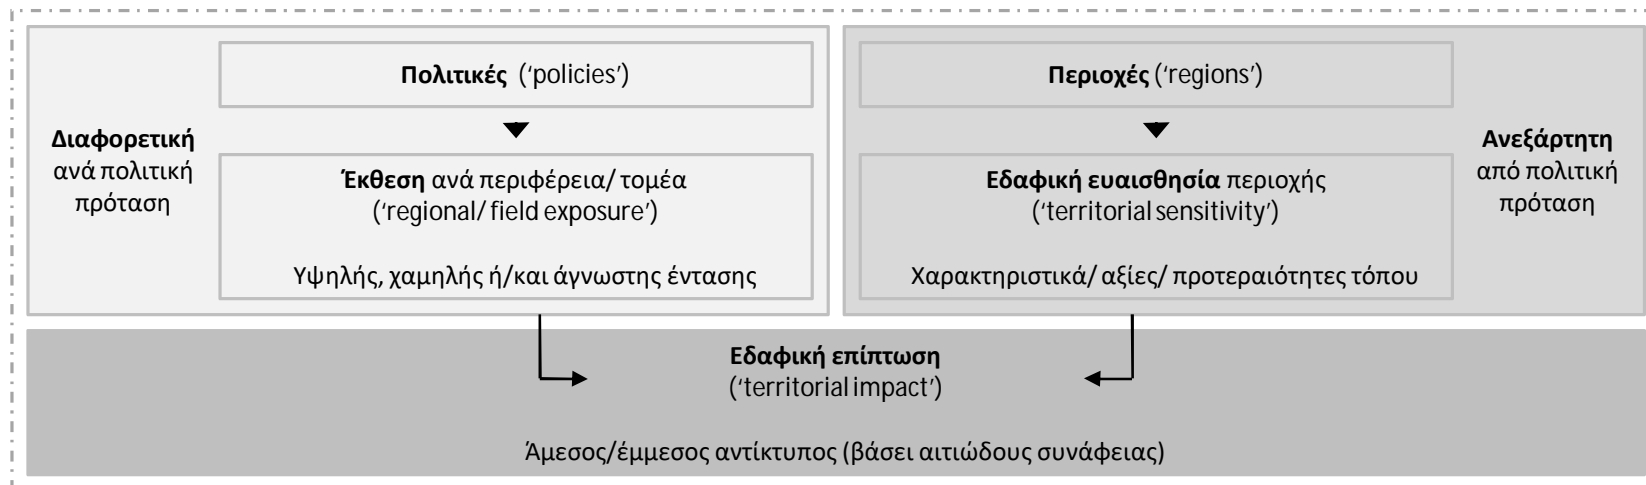 Πολιτικές (‘policies’)
Διαφορετική
ανά πολιτική
πρόταση
Έκθεση ανά περιφέρεια/ τομέα
(‘regional/ field exposure’)
Υψηλής, χαμηλής ή/και άγνωστης έντασης
Περιοχές (‘regions’)
Εδαφική ευαισθησία περιοχής
(‘territorial sensitivity’)
Χαρακτηριστικά/ αξίες/ προτεραιότητες τόπου
Ανεξάρτητη
από πολιτική
πρόταση
Εδαφική επίπτωση
(‘territorial impact’)
Άμεσος/έμμεσος αντίκτυπος (βάσει αιτιώδους συνάφειας)